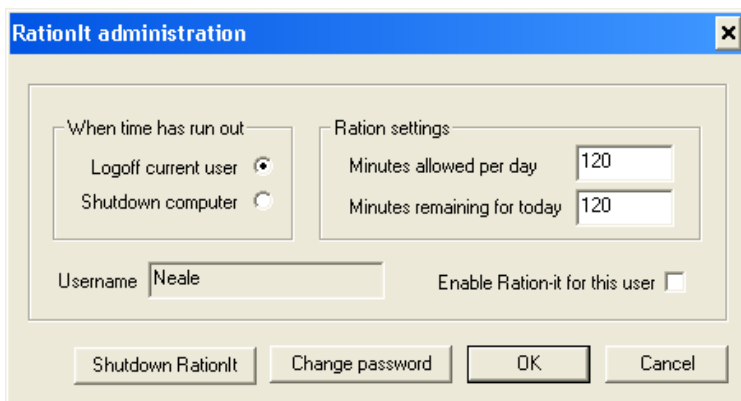 RationIt administration
When time has run out
Logoff current user
Shutdown computer
Ration settings
Minutes allowed per day 120
Minutes remaining for today 120
Username Neale
Enable Ration-it for this user
Shutdown RationIt
Change password
OK
Cancel